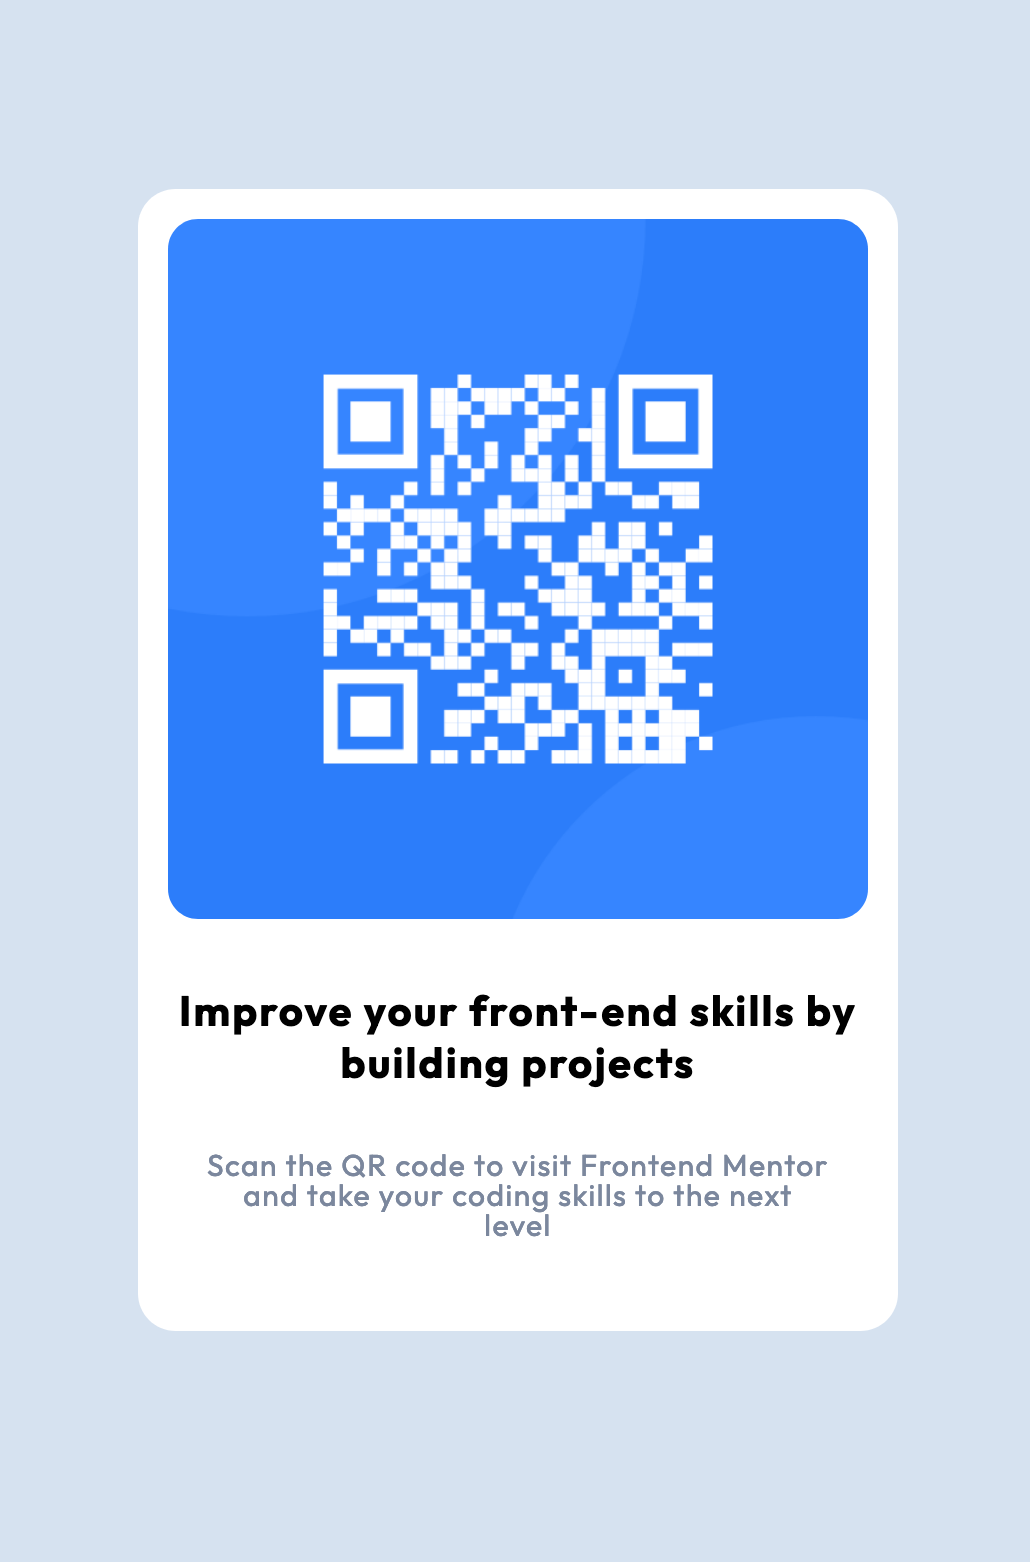 Improve your front-end skills by
building projects
Scan the QR code to visit Frontend Mentor
and take your coding skills to the next
level